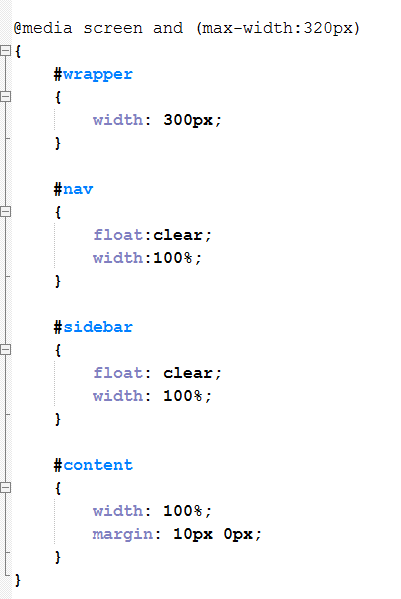 @media screen and (max-width:320px)
{
#wrapper
{
width: 300px;
}
#nav
{
float:clear;
width:100%;
}
#sidebar
{
float: clear;
width: 100%;
}
#content
{
width: 100%;
margin: 10px 0px;
}
}